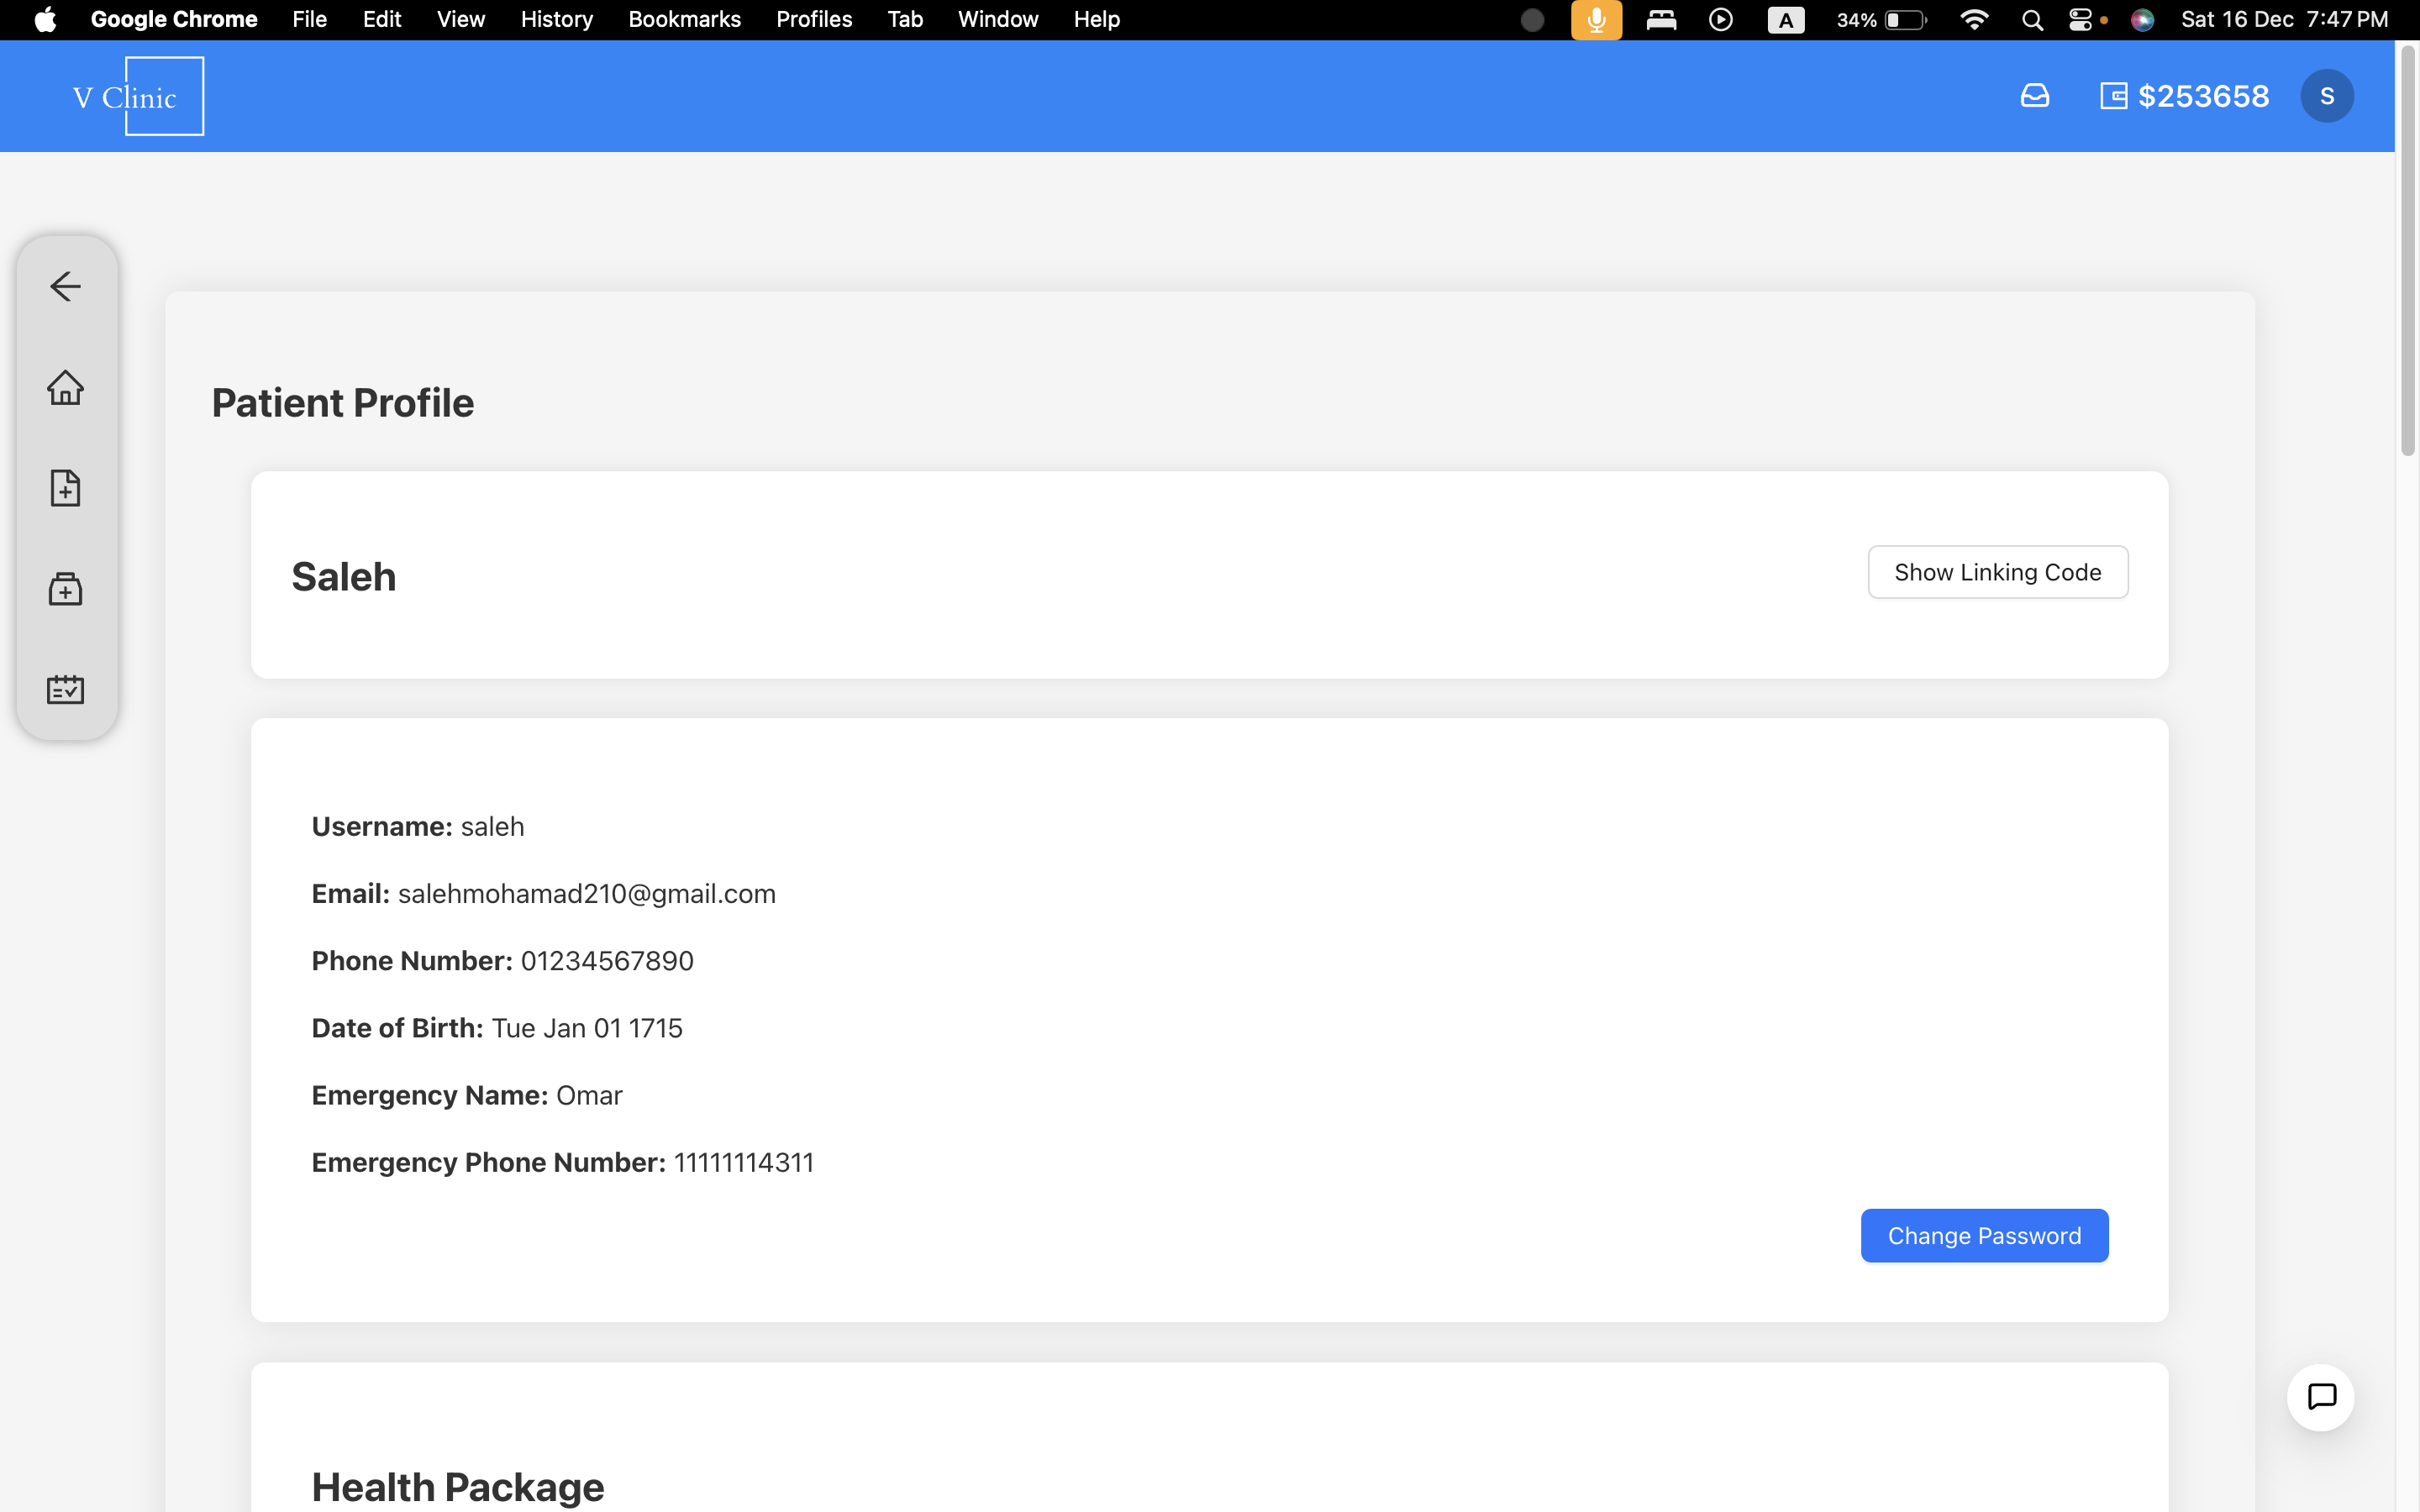 Google Chrome File Edit View History Bookmarks Profiles Tab Window Help A 34% Sat 16 Dec 7:47 PM
V Clinic $253658 S
Patient Profile
Saleh Show Linking Code
Username: saleh
Email: salehmohamad210@gmail.com
Phone Number: 01234567890
Date of Birth: Tue Jan 01 1715
Emergency Name: Omar
Emergency Phone Number: 11111114311
Change Password
Health Package